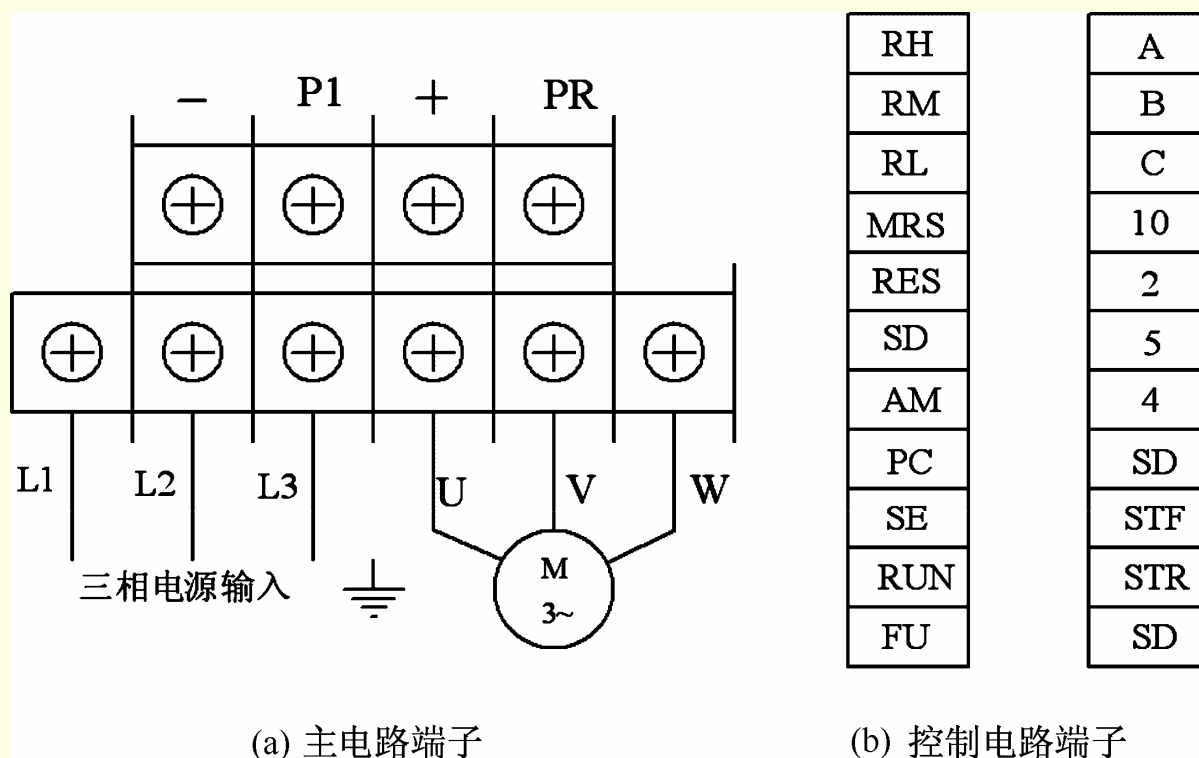 − P1 + PR
L1 L2 L3 U V W
三相电源输入
M
3~
(a) 主电路端子
RH
RM
RL
MRS
RES
SD
AM
PC
SE
RUN
FU
A
B
C
10
2
5
4
SD
STF
STR
SD
(b) 控制电路端子